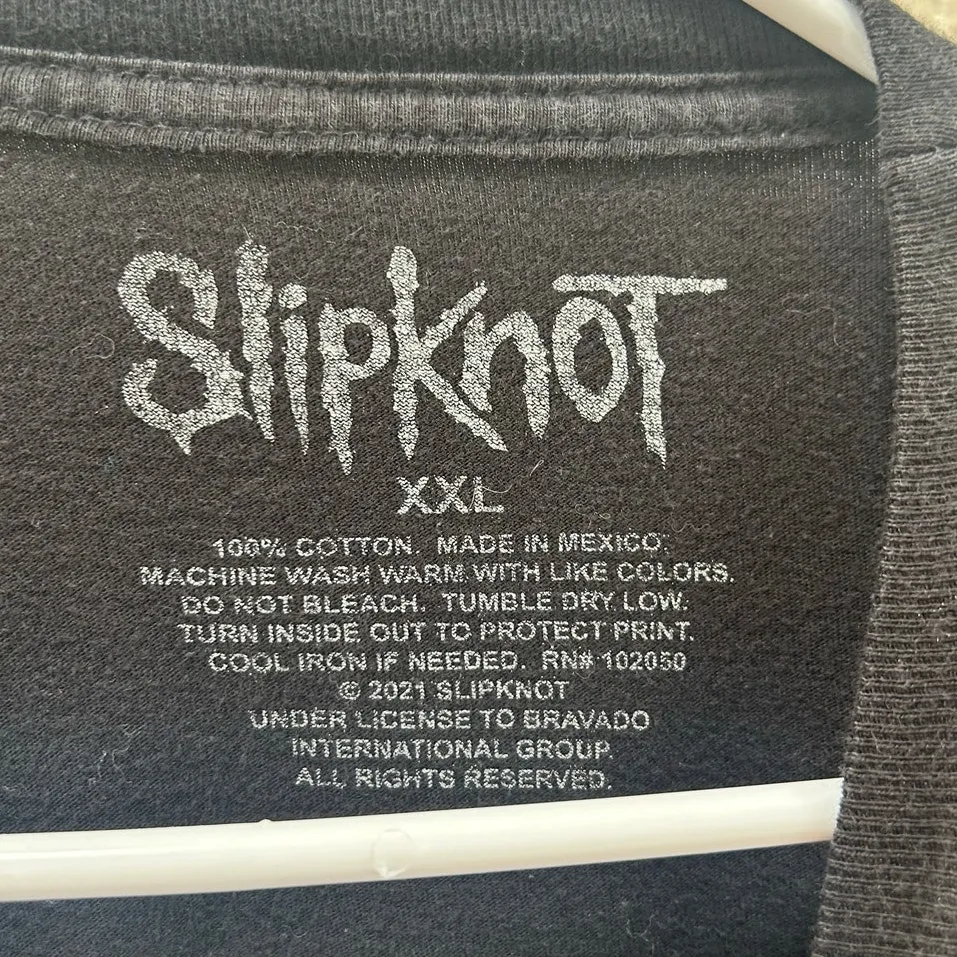 SlipknoT
XXL
100% COTTON. MADE IN MEXICO.
MACHINE WASH WARM WITH LIKE COLORS.
DO NOT BLEACH. TUMBLE DRY LOW.
TURN INSIDE OUT TO PROTECT PRINT.
COOL IRON IF NEEDED. RN# 102050
© 2021 SLIPKNOT
UNDER LICENSE TO BRAVADO
INTERNATIONAL GROUP.
ALL RIGHTS RESERVED.